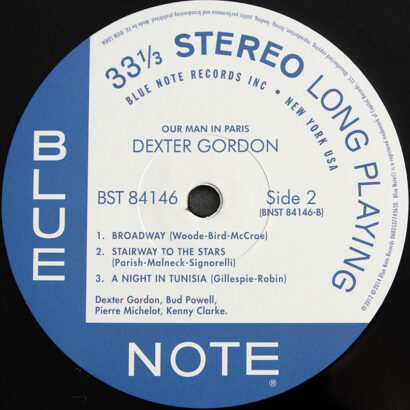 33⅓ STEREO LONG PLAYING
BLUE NOTE RECORDS INC • NEW YORK USA
OUR MAN IN PARIS
DEXTER GORDON
BST 84146
Side 2
(BNST 84146-B)
1. BROADWAY (Woode-Bird-McCrae)
2. STAIRWAY TO THE STARS
(Parish-Malneck-Signorelli)
3. A NIGHT IN TUNISIA (Gillespie-Robin)
Dexter Gordon, Bud Powell,
Pierre Michelot, Kenny Clarke.
BLUE
NOTE
®